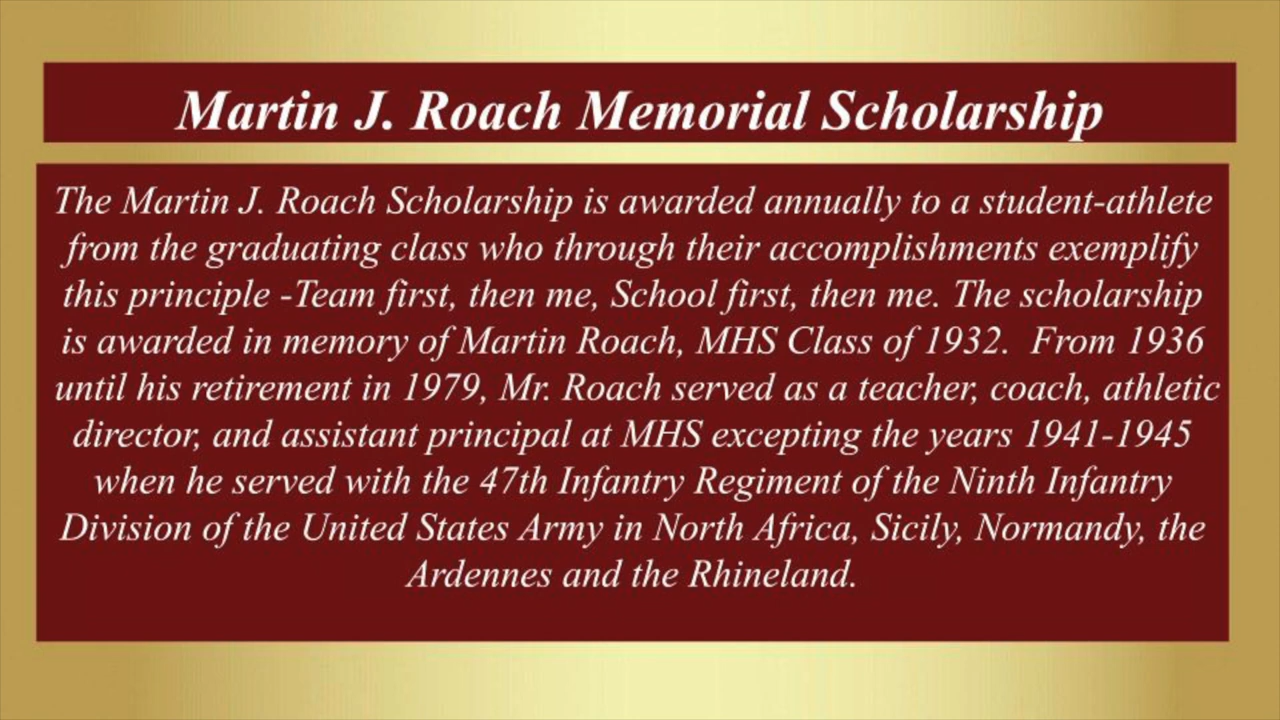 Martin J. Roach Memorial Scholarship
The Martin J. Roach Scholarship is awarded annually to a student-athlete
from the graduating class who through their accomplishments exemplify
this principle -Team first, then me, School first, then me. The scholarship
is awarded in memory of Martin Roach, MHS Class of 1932.  From 1936
until his retirement in 1979, Mr. Roach served as a teacher, coach, athletic
director, and assistant principal at MHS excepting the years 1941-1945
when he served with the 47th Infantry Regiment of the Ninth Infantry
Division of the United States Army in North Africa, Sicily, Normandy, the
Ardennes and the Rhineland.